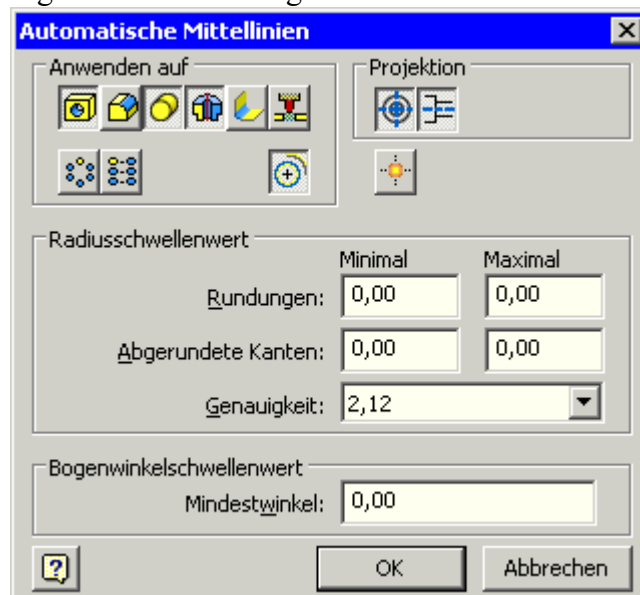 Automatische Mittellinien
Anwenden auf
Projektion
Radiusschwellenwert
Minimal Maximal
Rundungen: 0,00 0,00
Abgerundete Kanten: 0,00 0,00
Genauigkeit: 2,12
Bogenwinkelschwellenwert
Mindestwinkel: 0,00
OK Abbrechen